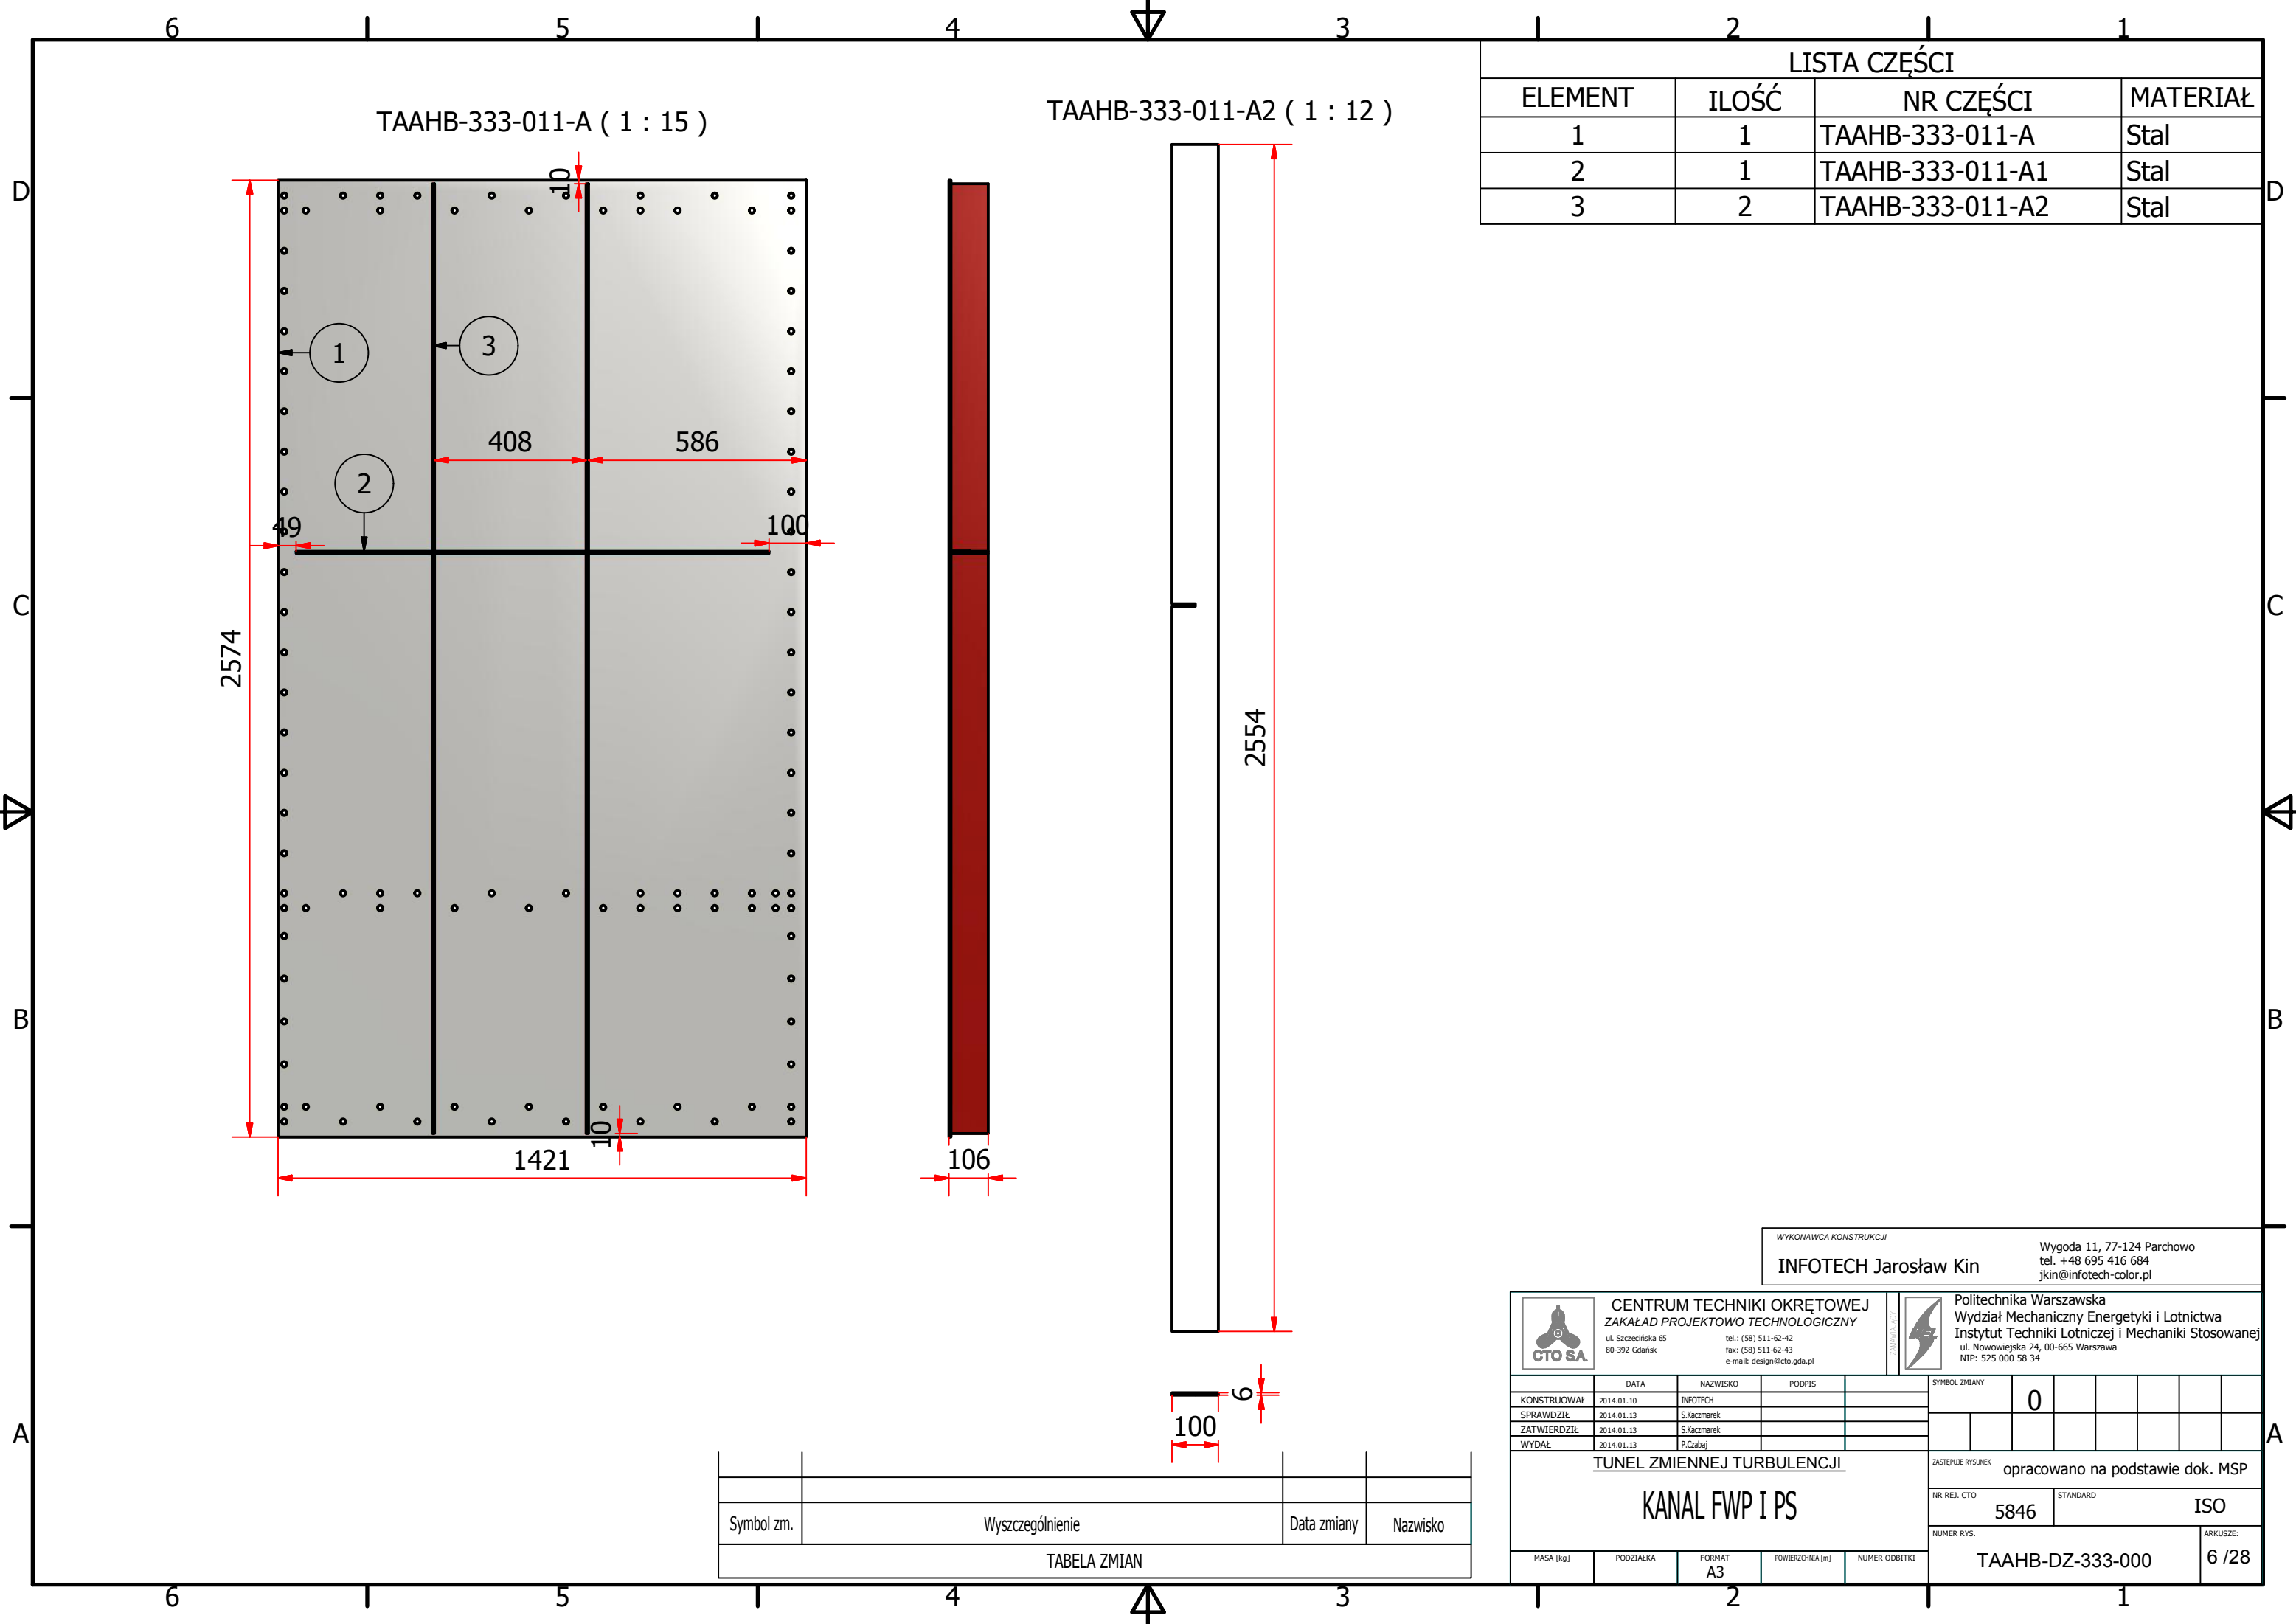 6 5 4 3 2 1
LISTA CZĘŚCI
ELEMENT ILOŚĆ NR CZĘŚCI MATERIAŁ
1 1 TAAHB-333-011-A Stal
2 1 TAAHB-333-011-A1 Stal
3 2 TAAHB-333-011-A2 Stal
TAAHB-333-011-A ( 1 : 15 )
TAAHB-333-011-A2 ( 1 : 12 )
D D
10
1 3
408 586
2
49 100
C C
2574
2554
B B
10
1421
106
6
100
A A
WYKONAWCA KONSTRUKCJI
INFOTECH Jarosław Kin
Wygoda 11, 77-124 Parchowo
tel. +48 695 416 684
jkin@infotech-color.pl
CTO S.A.
CENTRUM TECHNIKI OKRĘTOWEJ
ZAKAŁAD PROJEKTOWO TECHNOLOGICZNY
ul. Szczecińska 65 tel.: (58) 511-62-42
80-392 Gdańsk fax: (58) 511-62-43
e-mail: design@cto.gda.pl
ZAMAWIAJĄCY
Politechnika Warszawska
Wydział Mechaniczny Energetyki i Lotnictwa
Instytut Techniki Lotniczej i Mechaniki Stosowanej
ul. Nowowiejska 24, 00-665 Warszawa
NIP: 525 000 58 34
DATA NAZWISKO PODPIS
KONSTRUOWAŁ 2014.01.10 INFOTECH
SPRAWDZIŁ 2014.01.13 S.Kaczmarek
ZATWIERDZIŁ 2014.01.13 S.Kaczmarek
WYDAŁ 2014.01.13 P.Czabaj
SYMBOL ZMIANY 0
TUNEL ZMIENNEJ TURBULENCJI
KANAL FWP I PS
ZASTĘPUJE RYSUNEK opracowano na podstawie dok. MSP
NR REJ. CTO 5846 STANDARD ISO
NUMER RYS. TAAHB-DZ-333-000
ARKUSZE: 6 /28
MASA [kg] PODZIAŁKA FORMAT POWIERZCHNIA [m] NUMER ODBITKI
A3
Symbol zm. Wyszczególnienie Data zmiany Nazwisko
TABELA ZMIAN
6 5 4 3 2 1